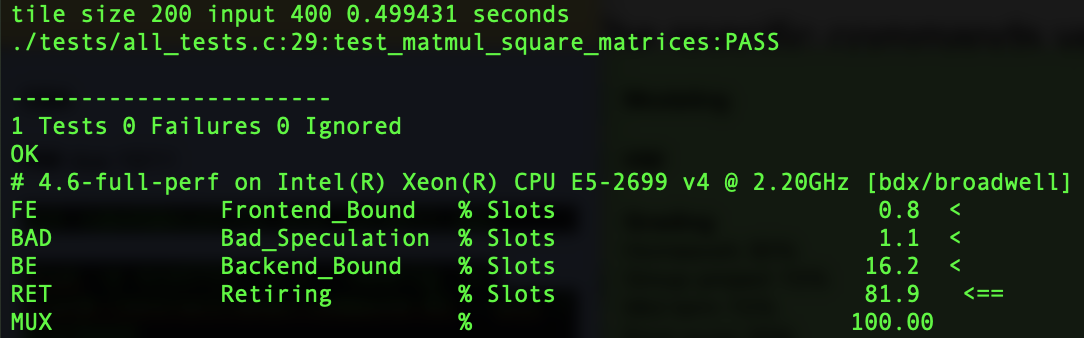 tile size 200 input 400 0.499431 seconds
./tests/all_tests.c:29:test_matmul_square_matrices:PASS
-----------------------
1 Tests 0 Failures 0 Ignored
OK
# 4.6-full-perf on Intel(R) Xeon(R) CPU E5-2699 v4 @ 2.20GHz [bdx/broadwell]
FE Frontend_Bound % Slots 0.8 <
BAD Bad_Speculation % Slots 1.1 <
BE Backend_Bound % Slots 16.2 <
RET Retiring % Slots 81.9 <==
MUX % 100.00